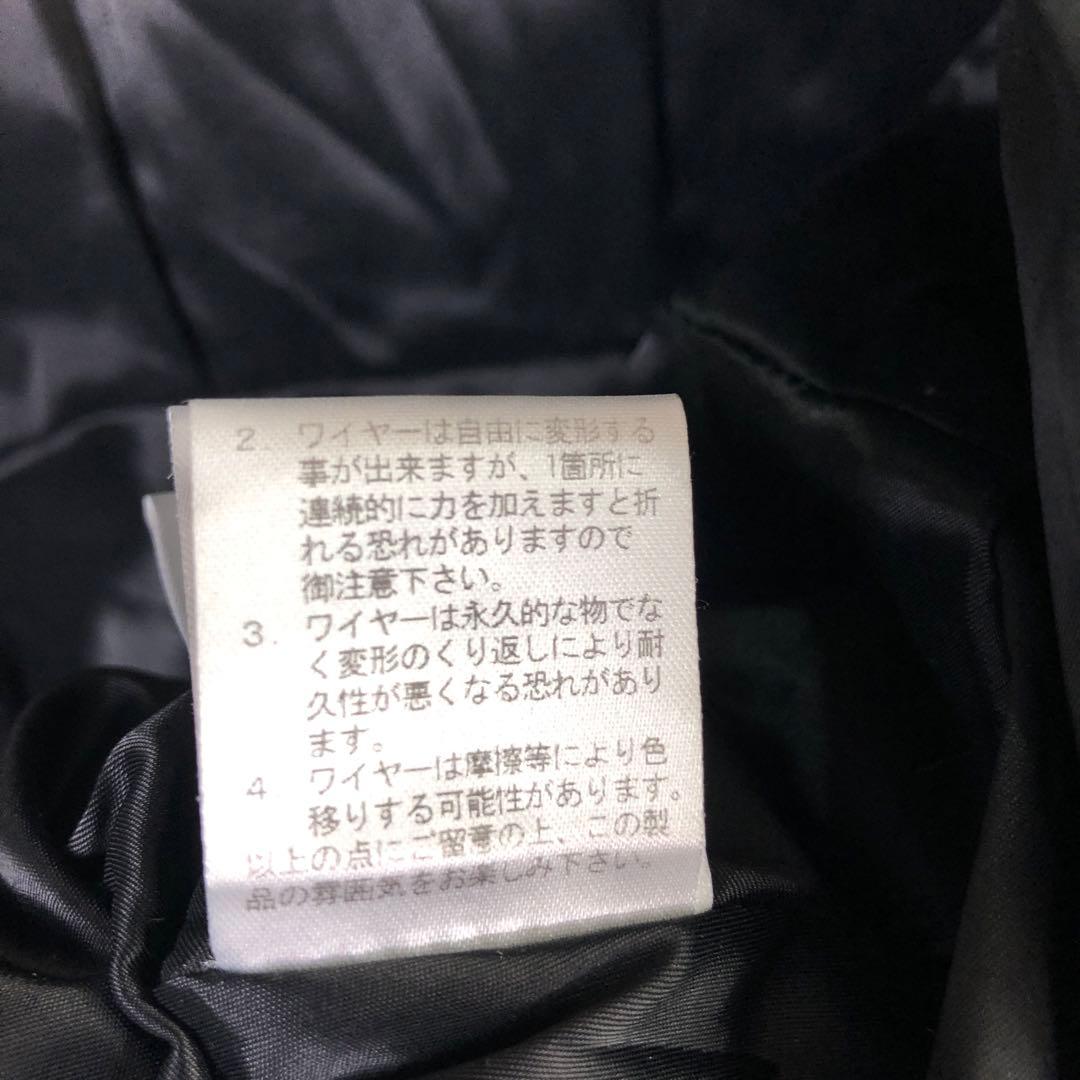 2. ワイヤーは自由に変形する
事が出来ますが、1箇所に
連続的に力を加えますと折
れる恐れがありますので
御注意下さい。
3. ワイヤーは永久的な物でな
く変形のくり返しにより耐
久性が悪くなる恐れがあり
ます。
4 ワイヤーは摩擦等により色
移りする可能性があります。
以上の点にご留意の上、この製
品の雰囲気をお楽しみ下さい。